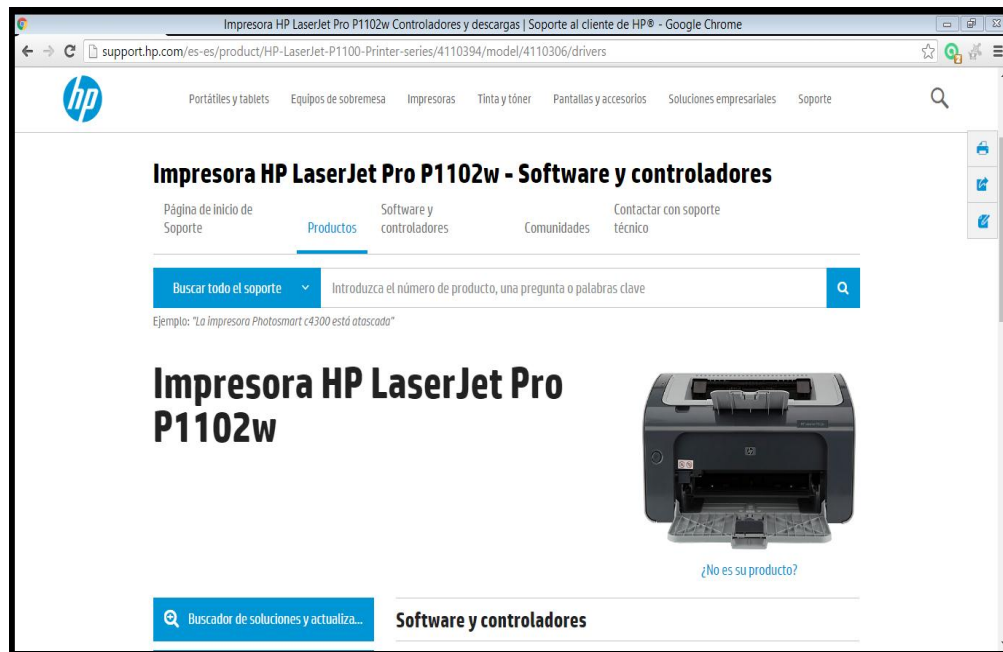 Impresora HP LaserJet Pro P1102w Controladores y descargas | Soporte al cliente de HP® - Google Chrome
support.hp.com/es-es/product/HP-LaserJet-P1100-Printer-series/4110394/model/4110306/drivers
hp
Portátiles y tablets Equipos de sobremesa Impresoras Tinta y tóner Pantallas y accesorios Soluciones empresariales Soporte
Impresora HP LaserJet Pro P1102w - Software y controladores
Página de inicio de
Soporte
Productos
Software y
controladores
Comunidades
Contactar con soporte
técnico
Buscar todo el soporte
Introduzca el número de producto, una pregunta o palabras clave
Ejemplo: "La impresora Photosmart c4300 está atascada"
Impresora HP LaserJet Pro
P1102w
¿No es su producto?
Buscador de soluciones y actualiza...
Software y controladores